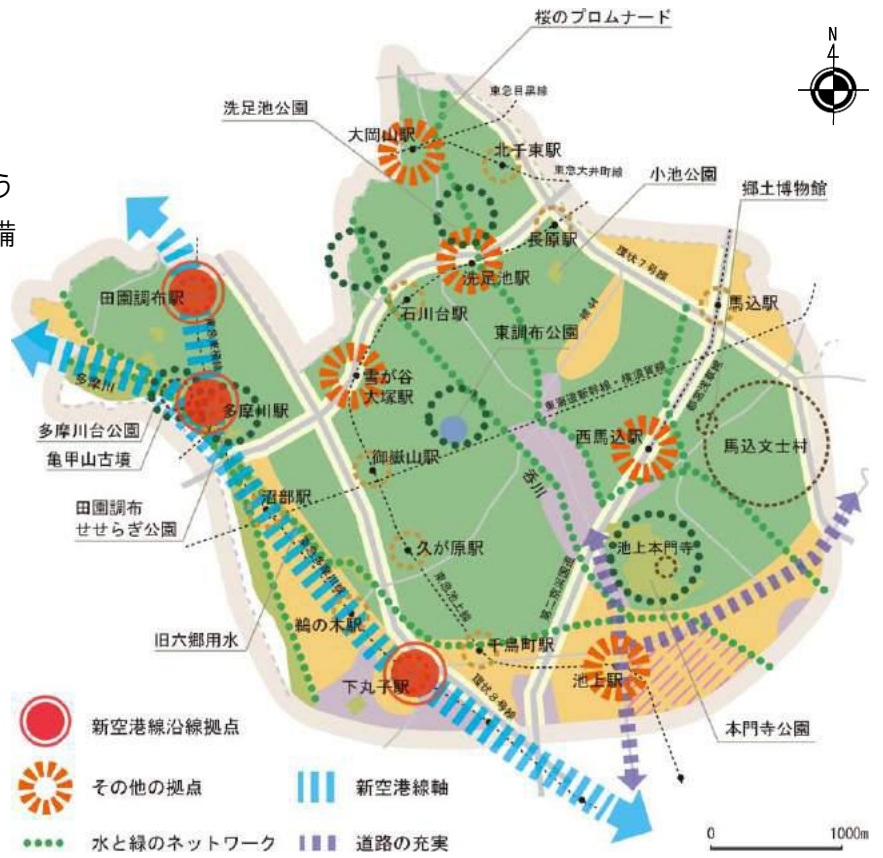 桜のプロムナード
N
洗足池公園
東急目黒線
大岡山駅
北千束駅
東急大井町線
小池公園
郷土博物館
う
備
長原駅
環状7号線
洗足池駅
田園調布駅
石川台駅
馬込駅
東調布公園
雪が谷
大塚駅
東海道新幹線・横須賀線
多摩川
多摩川駅
西馬込駅
馬込文士村
多摩川台公園
亀甲山古墳
御嶽山駅
呑川
田園調布
せせらぎ公園
沼部駅
久が原駅
池上本門寺
東急多摩川線
東急池上線
第二京浜国道
旧六郷用水
鵜の木駅
千鳥町駅
下丸子駅
池上駅
環状8号線
本門寺公園
新空港線沿線拠点
その他の拠点
新空港線軸
水と緑のネットワーク
道路の充実
0
1000m